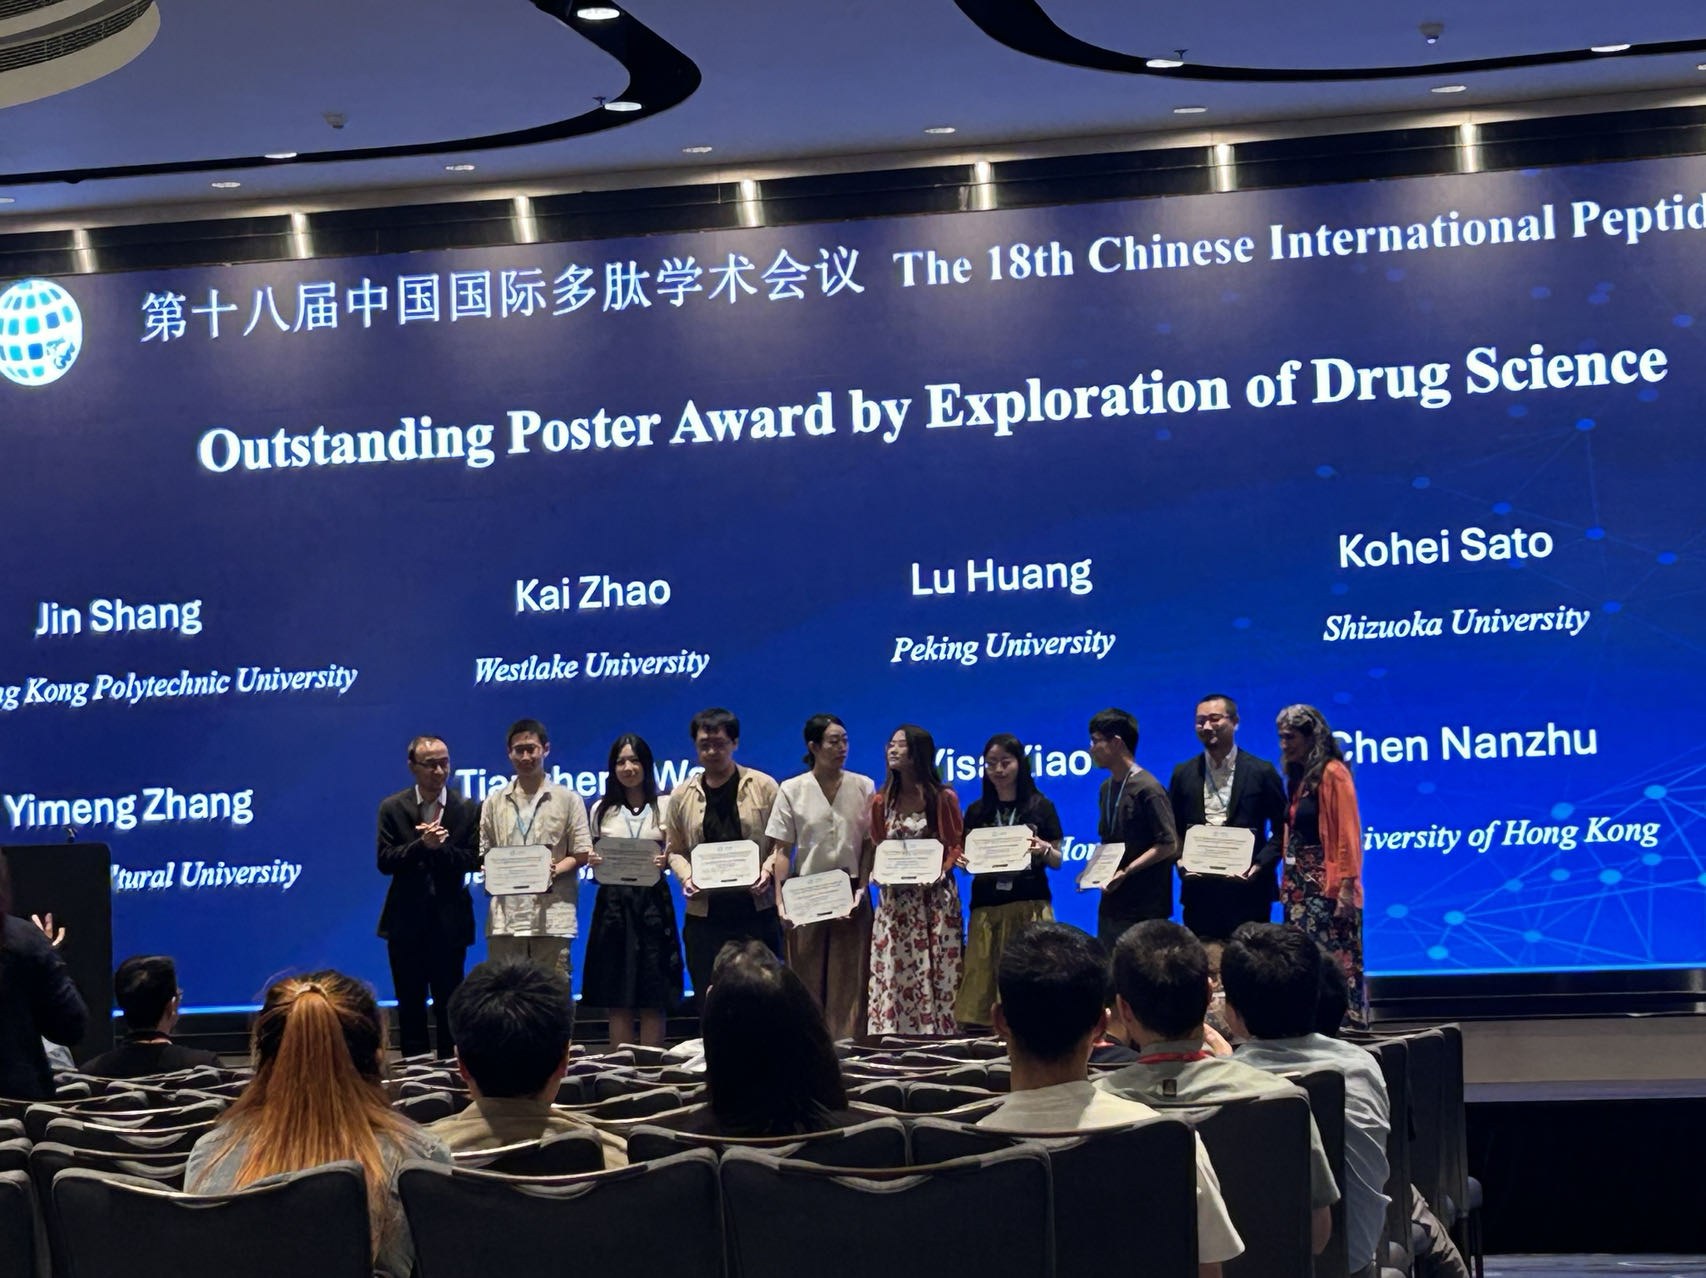 第十八届中国国际多肽学术会议 The 18th Chinese International Peptid
Outstanding Poster Award by Exploration of Drug Science
Jin Shang
Kai Zhao
Lu Huang
Kohei Sato
ng Kong Polytechnic University
Westlake University
Peking University
Shizuoka University
Yimeng Zhang
Chen Nanzhu
tural University
iversity of Hong Kong